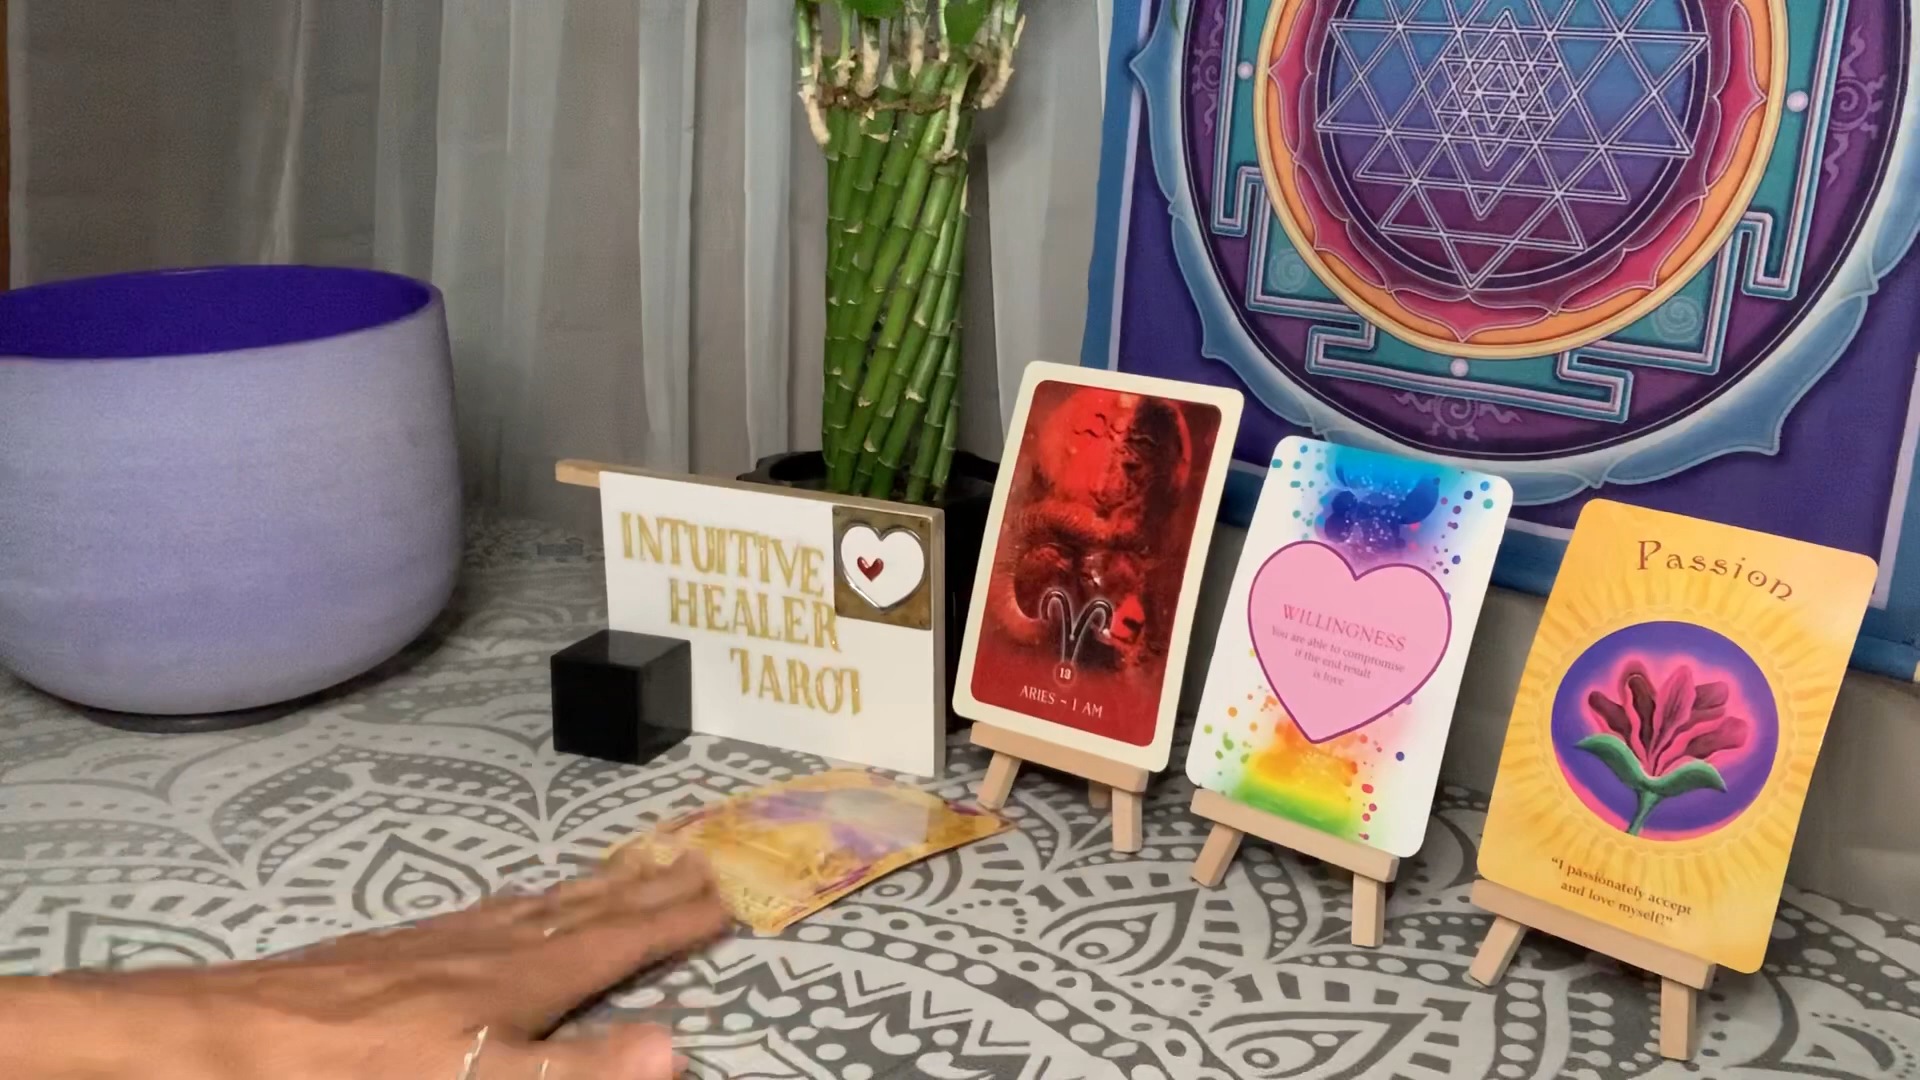 INTUITIVE
HEALER
TAROT
13
ARIES - I AM
WILLINGNESS
You are able to compromise
if the end result
is love
Passion
"I passionately accept
and love myself!"